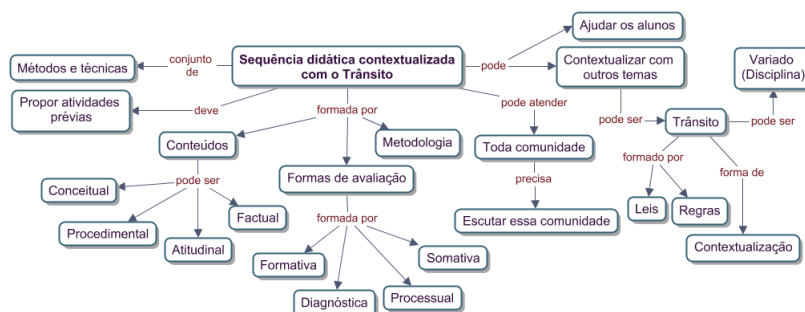 Ajudar os alunos
Métodos e técnicas
conjunto
de
Sequência didática contextualizada
com o Trânsito
pode
Contextualizar com
outros temas
Variado
(Disciplina)
Propor atividades
prévias
deve
formada por
pode atender
pode ser
Trânsito
pode ser
Conteúdos
Metodologia
Toda comunidade
formado por
forma de
pode ser
Formas de avaliação
precisa
Conceitual
Factual
Leis
Regras
Procedimental
formada por
Escutar essa comunidade
Atitudinal
Contextualização
Formativa
Somativa
Diagnóstica
Processual